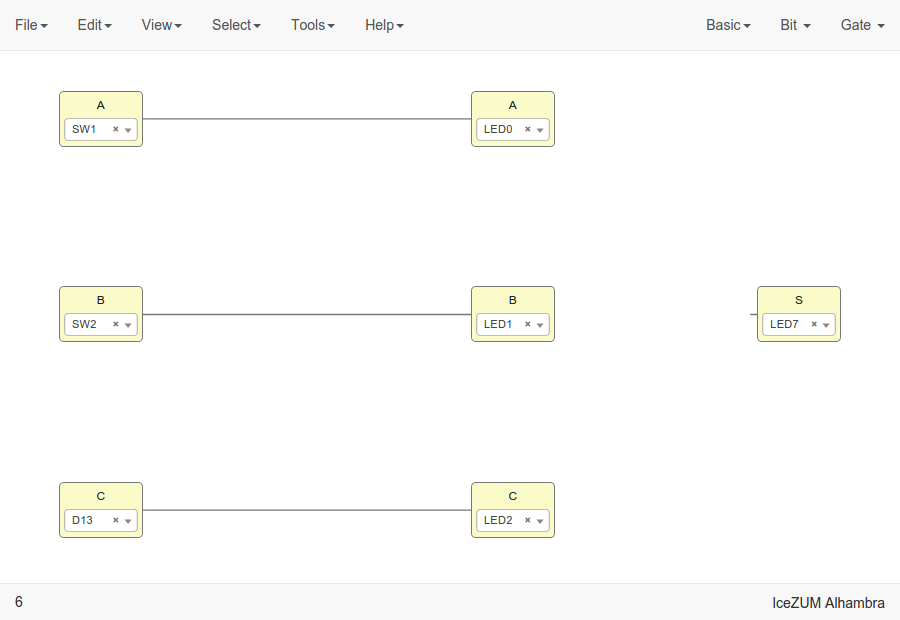 File Edit View Select Tools Help Basic Bit Gate
A A
SW1 × LED0 ×
B B S
SW2 × LED1 × LED7 ×
C C
D13 × LED2 ×
6 IceZUM Alhambra